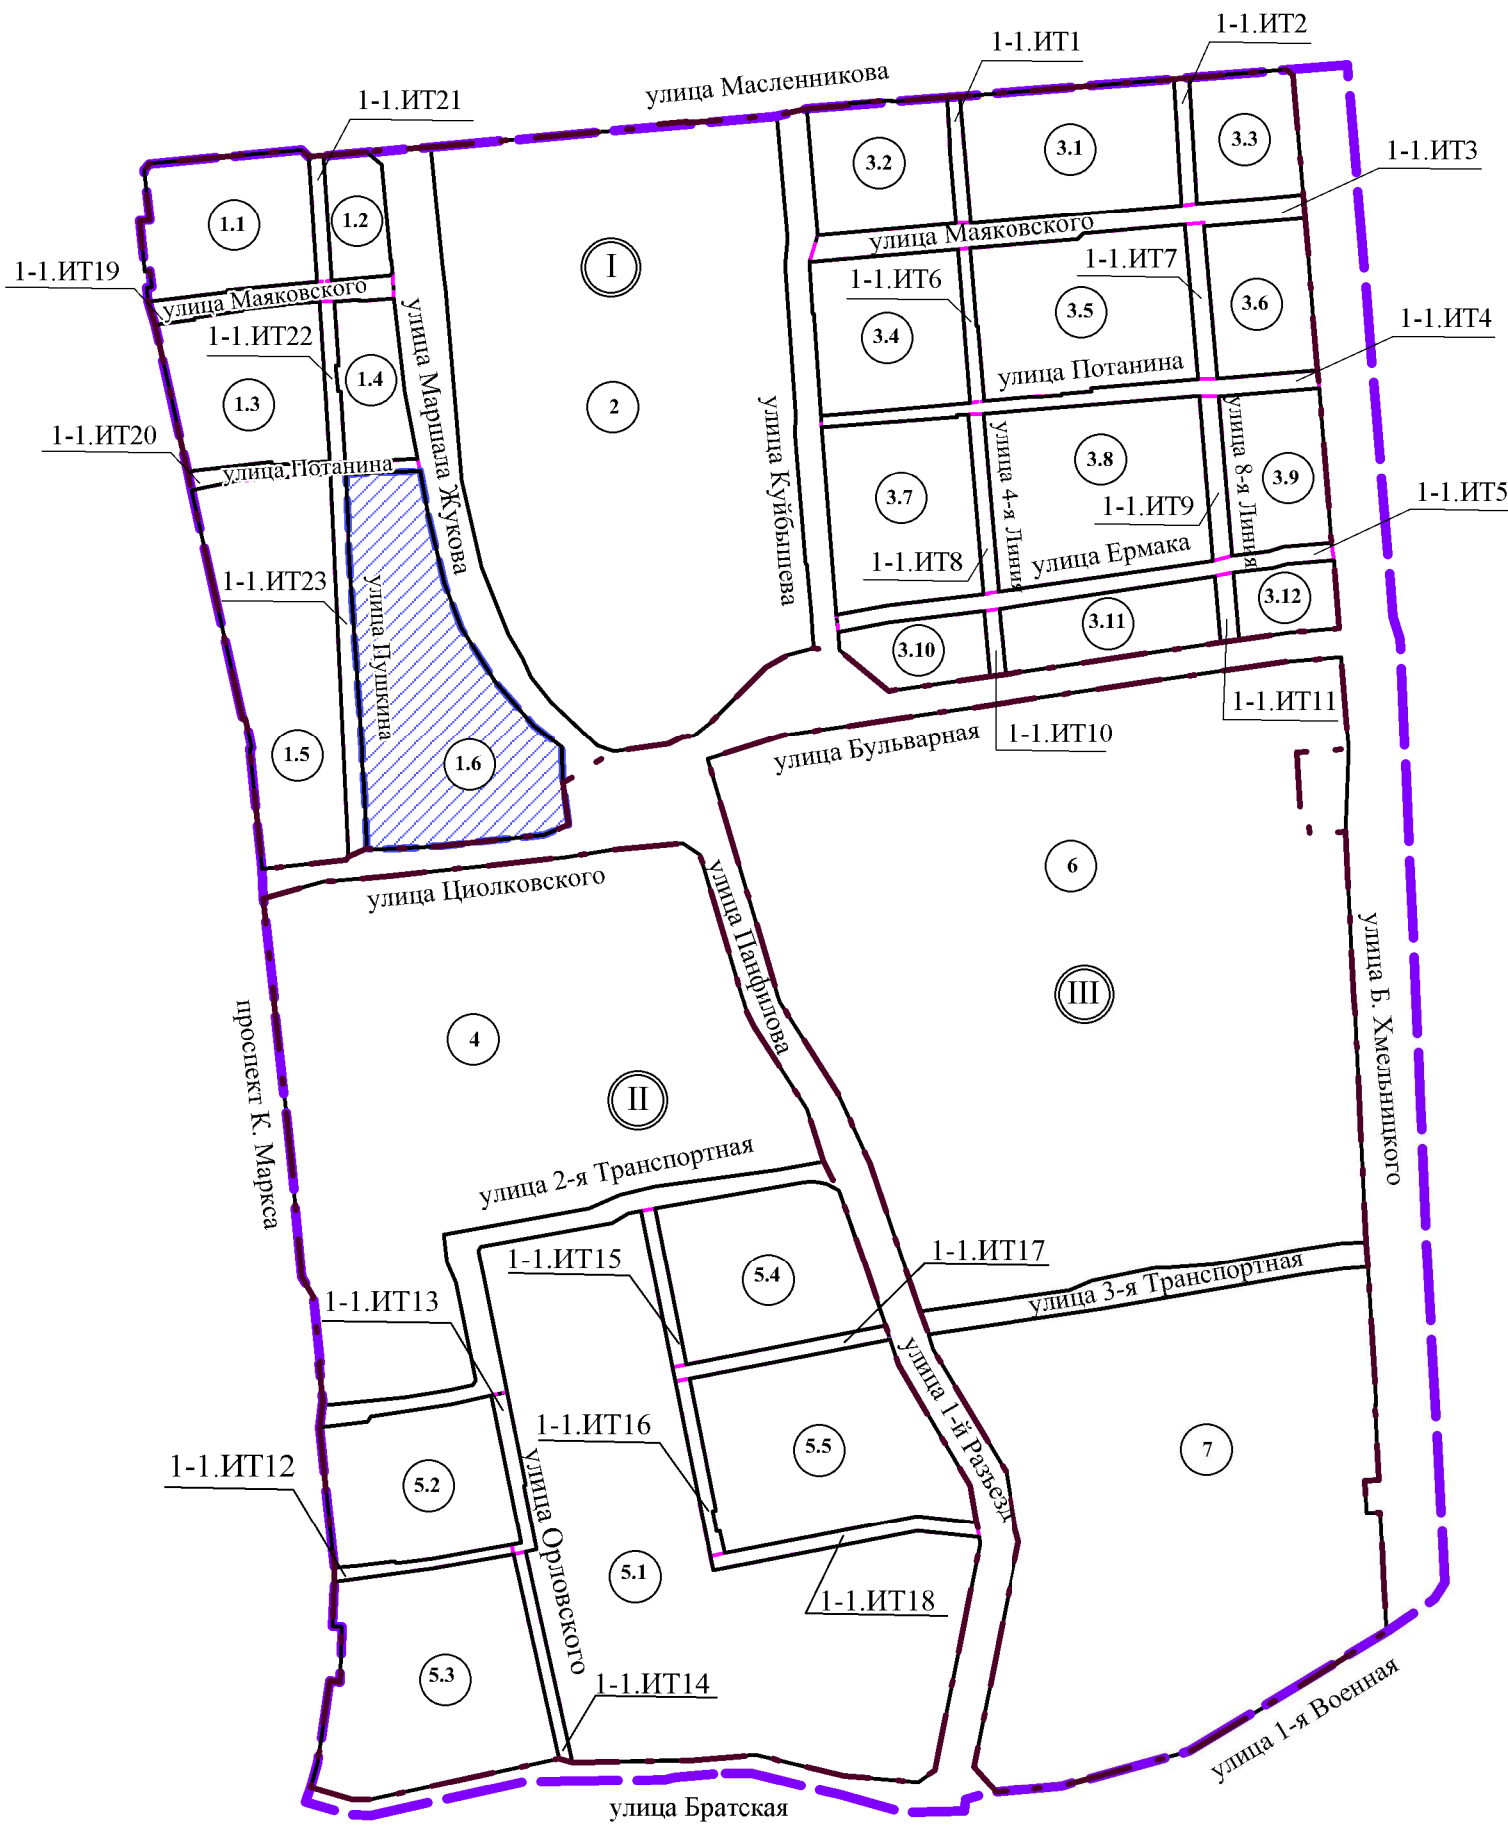 1-1.ИТ2
1-1.ИТ1
улица Масленникова
1-1.ИТ21
3.3
3.1
3.2
1-1.ИТ3
1.1
1.2
улица Маяковского
I
1-1.ИТ19
1-1.ИТ7
1-1.ИТ6
улица Маяковского
3.6
3.5
3.4
1-1.ИТ4
1-1.ИТ22
улица Маршала Жукова
1.4
1.3
2
улица Потанина
улица Куйбышева
1-1.ИТ20
улица Потанина
улица 4-я Линия
улица 8-я Линия
3.8
3.9
3.7
1-1.ИТ5
1-1.ИТ9
1-1.ИТ8
улица Ермака
1-1.ИТ23
улица Пушкина
3.12
3.11
3.10
1-1.ИТ11
1-1.ИТ10
улица Бульварная
1.5
1.6
6
улица Циолковского
улица Панфилова
улица Б. Хмельницкого
III
проспект К. Маркса
4
II
улица 2-я Транспортная
1-1.ИТ15
1-1.ИТ17
5.4
улица 3-я Транспортная
1-1.ИТ13
улица 1-й Разъезд
1-1.ИТ16
5.5
7
1-1.ИТ12
5.2
улица Орловского
5.1
1-1.ИТ18
5.3
1-1.ИТ14
улица 1-я Военная
улица Братская